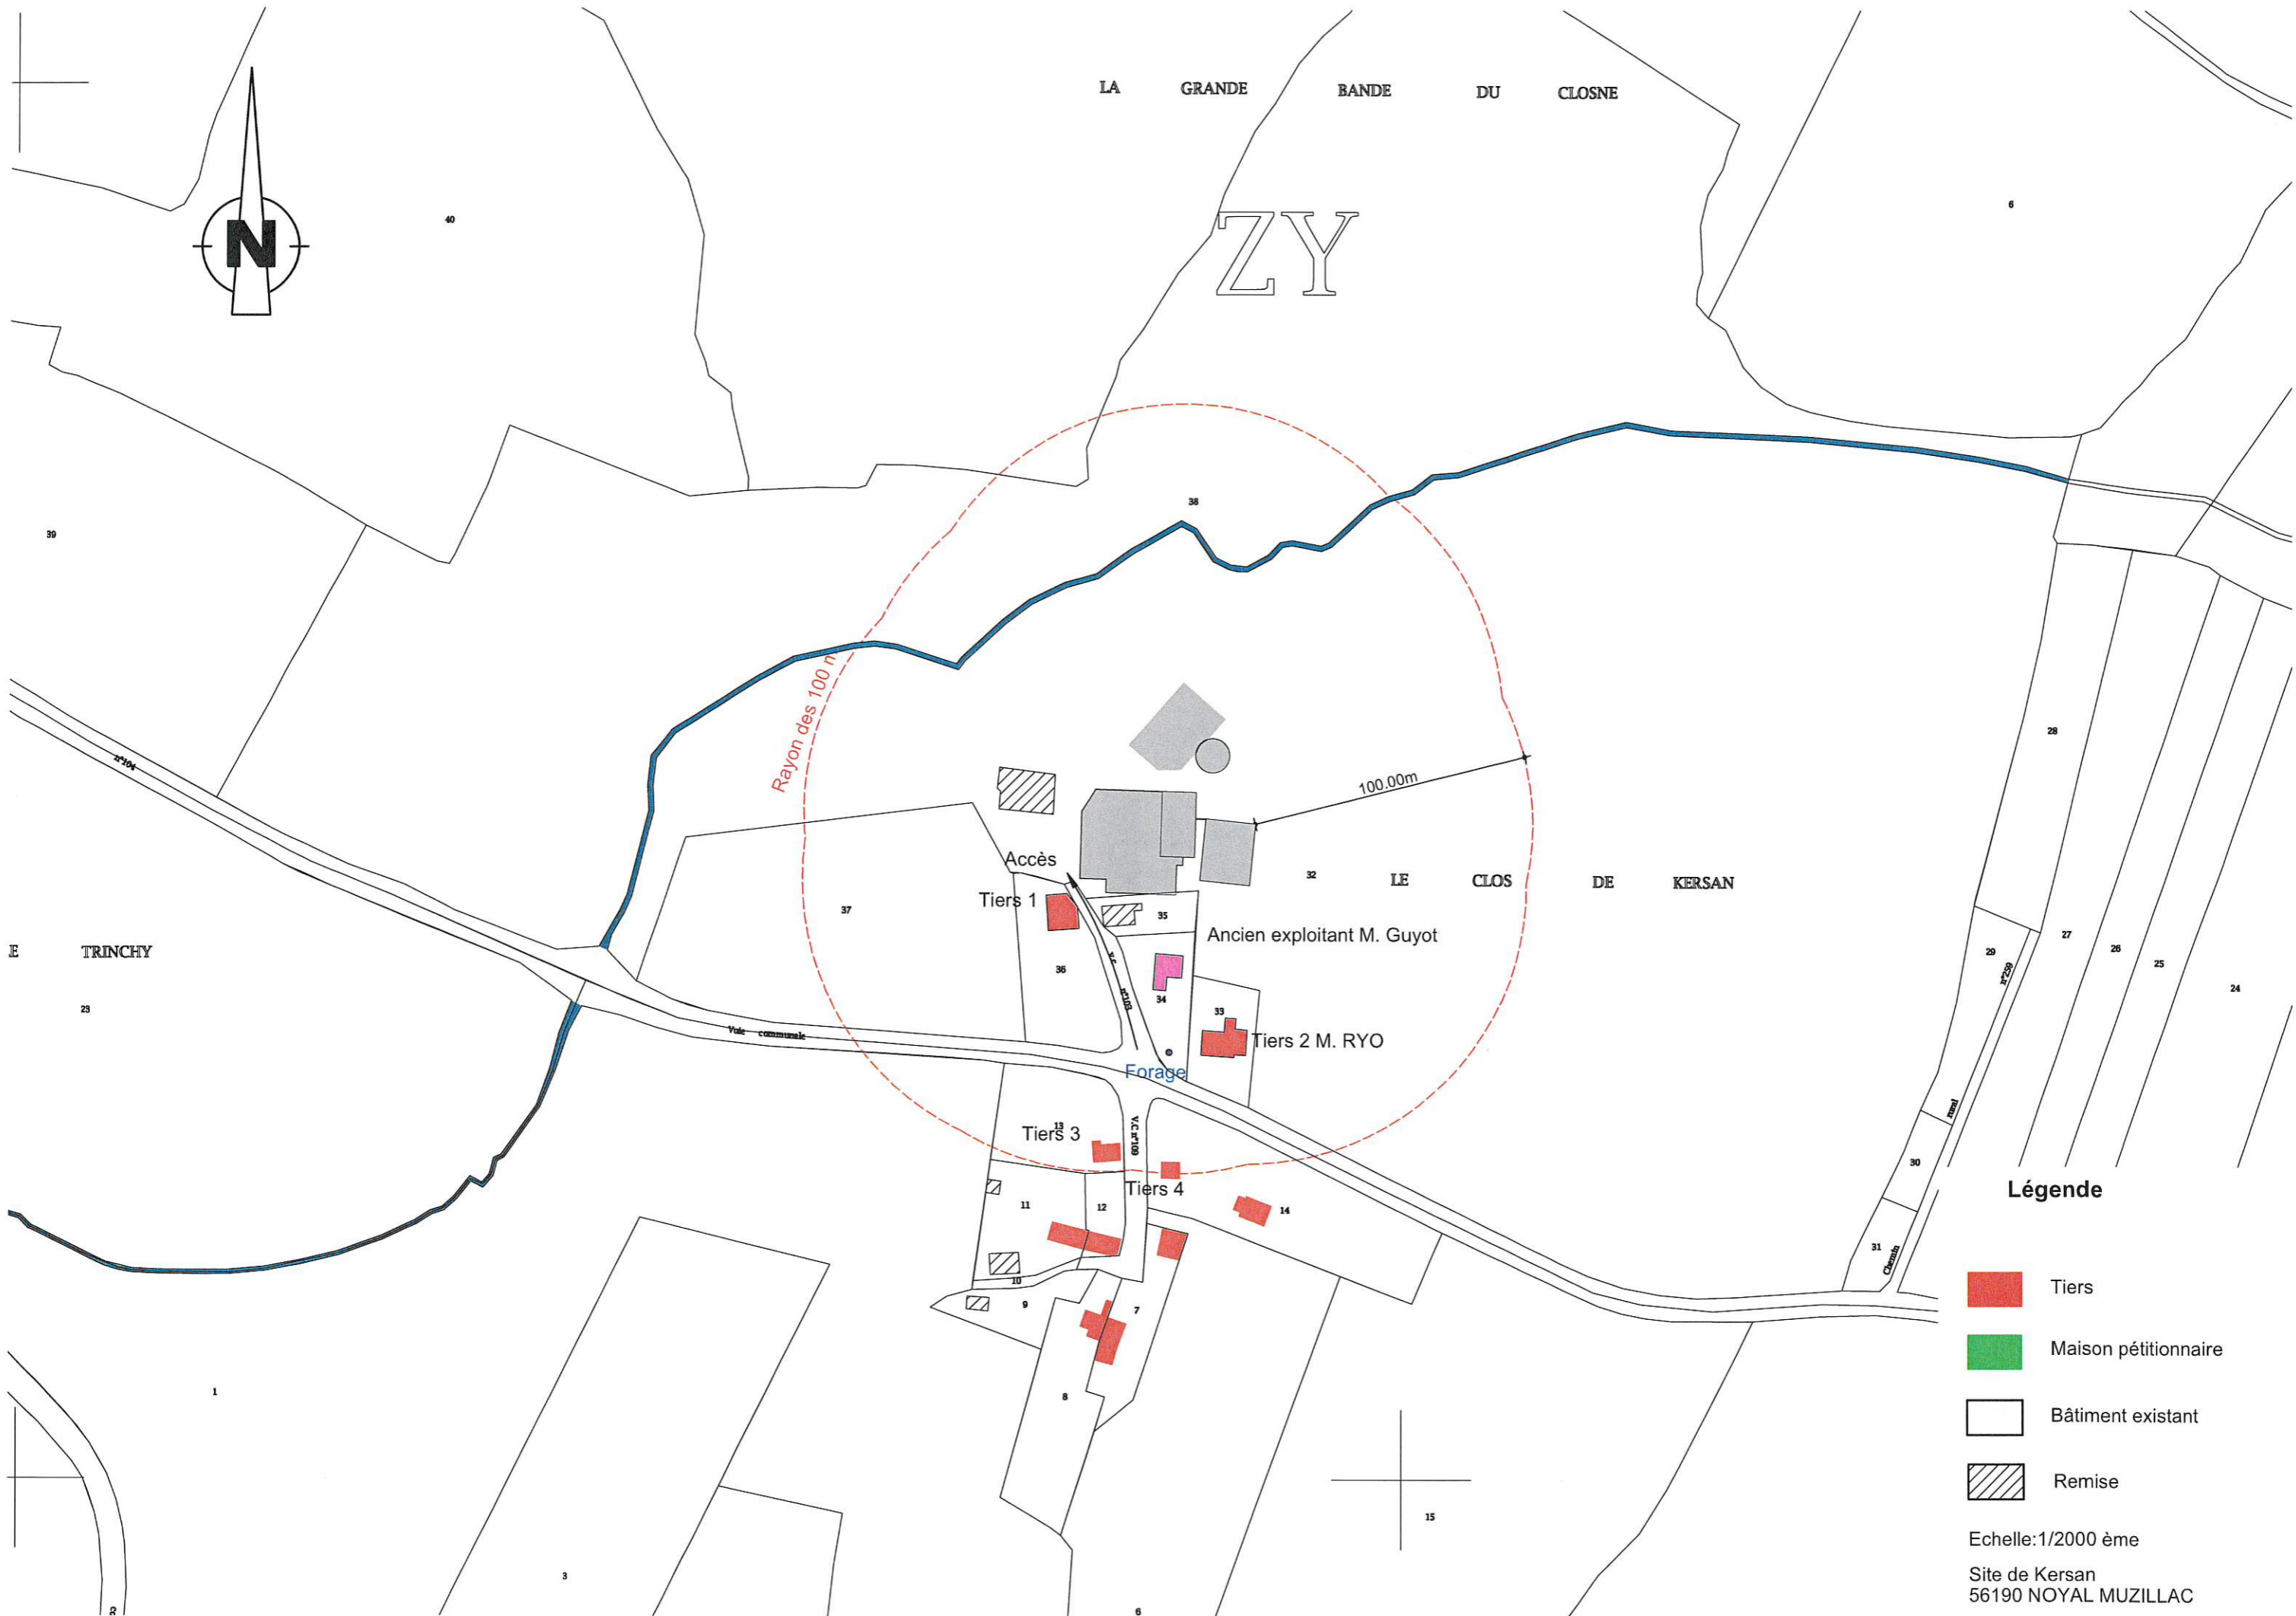 LA GRANDE BANDE DU CLOSNE
N
40
6
ZY
38
39
Rayon des 100 m
28
n°104
100.00m
Accès
32
LE CLOS DE KERSAN
Tiers 1
37
35
Ancien exploitant M. Guyot
E TRINCHY
36
V.C
n°103
34
29
n°259
27
26
25
24
23
33
Voie communale
Tiers 2 M. RYO
Forage
rural
13
Tiers 3
V.C n°109
30
Tiers 4
11
12
14
31
Chemin
10
9
7
1
8
15
3
6
Légende
Tiers
Maison pétitionnaire
Bâtiment existant
Remise
Echelle:1/2000 ème
Site de Kersan
56190 NOYAL MUZILLAC